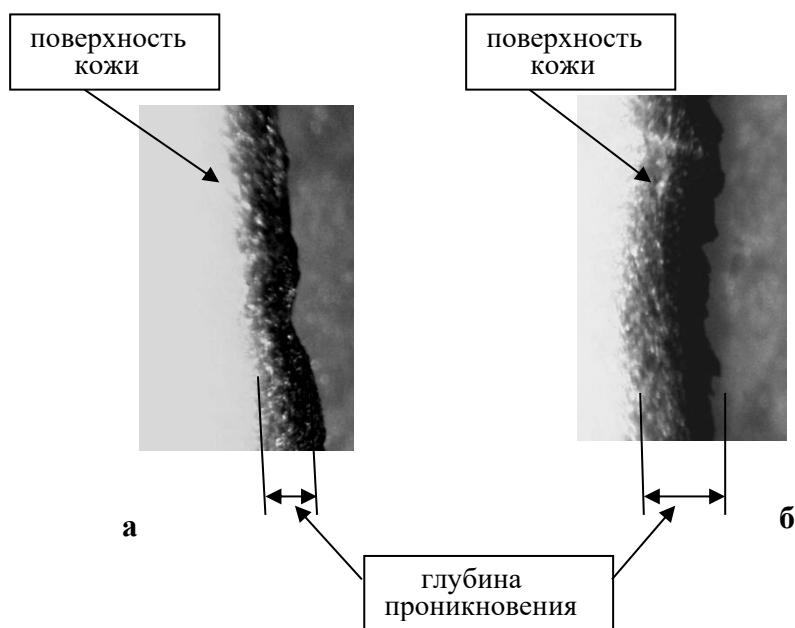 поверхность
кожи
поверхность
кожи
а
б
глубина
проникновения